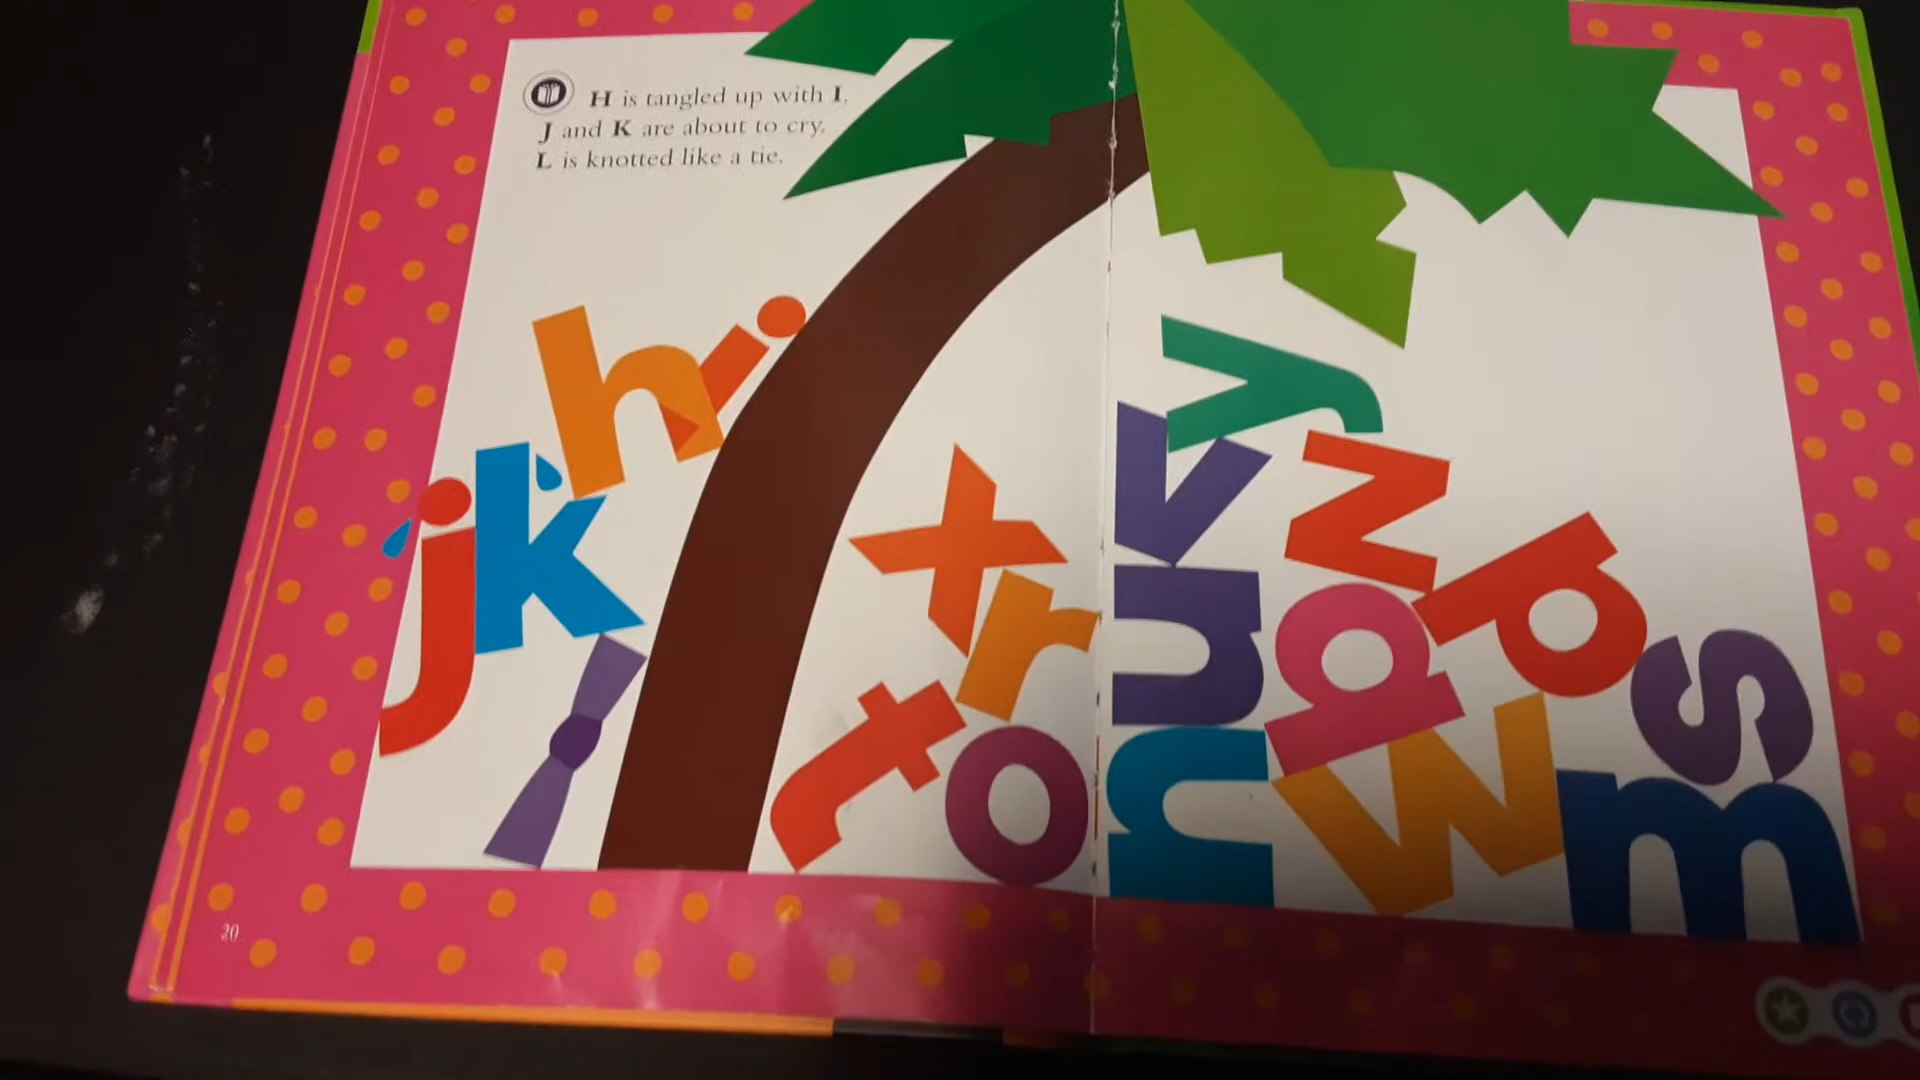 H is tangled up with I,
J and K are about to cry,
L is knotted like a tie.
h i
j k
l
y
x v z
r u q p s
t o n w m
20